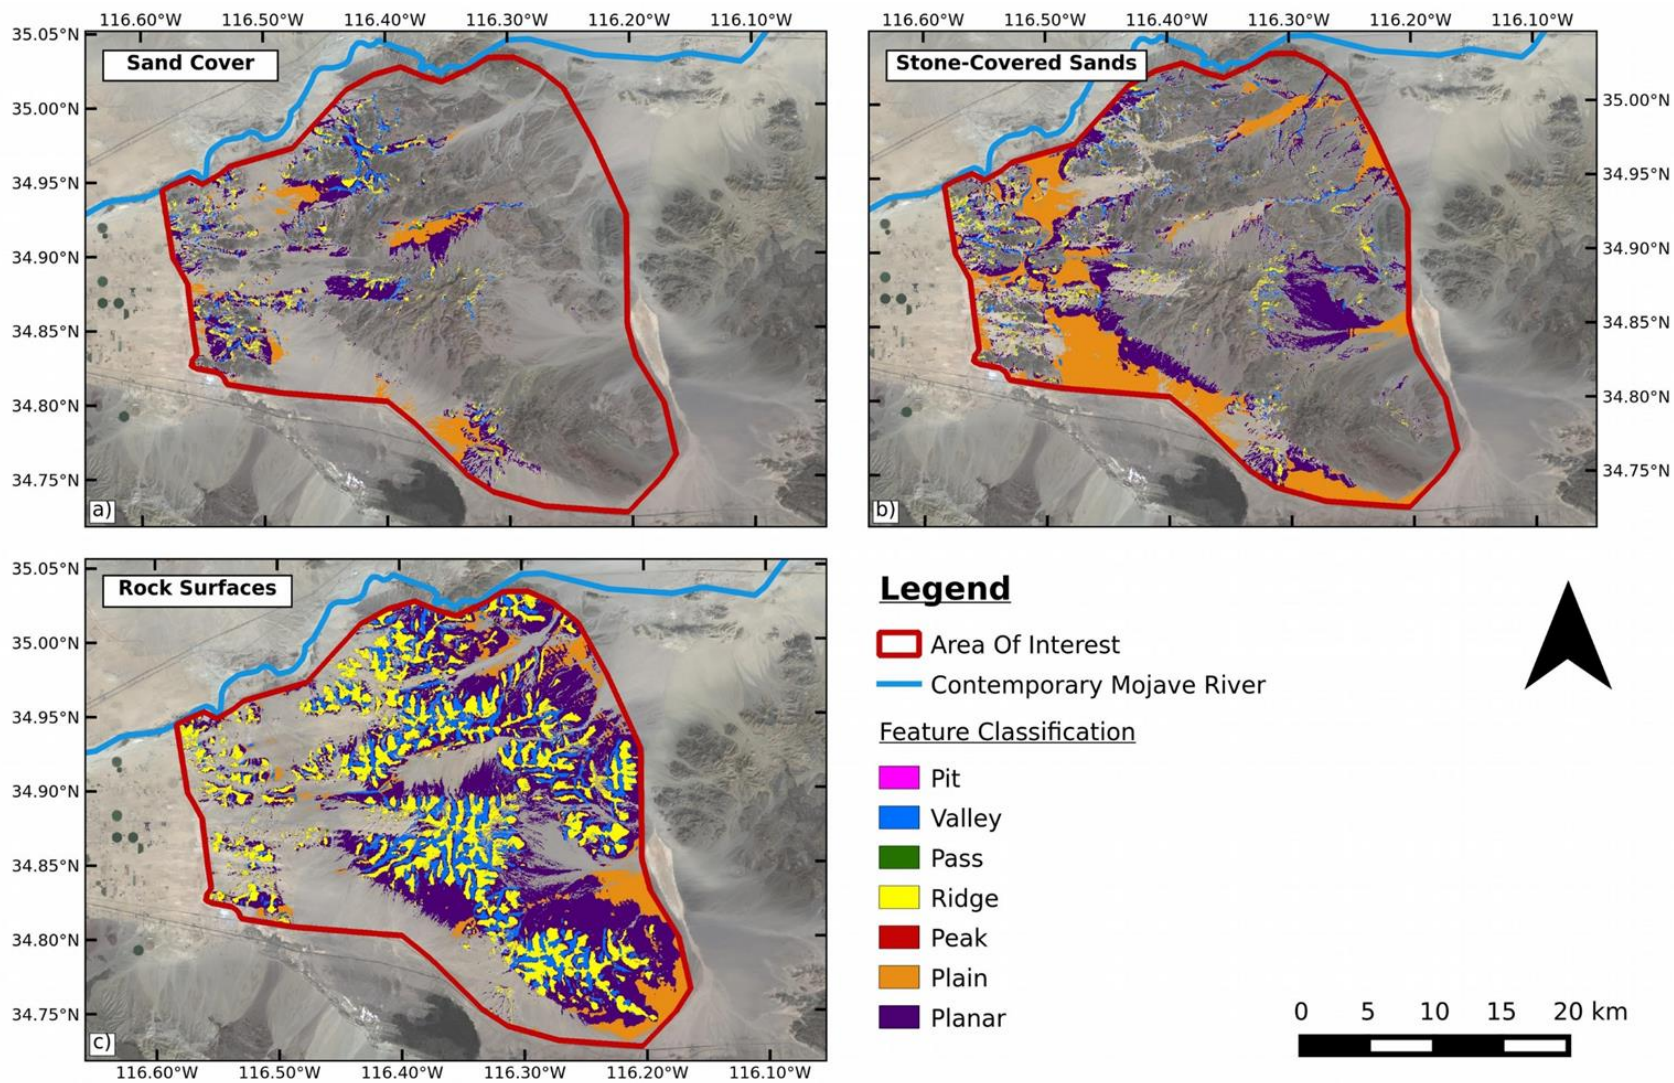 116.60°W 116.50°W 116.40°W 116.30°W 116.20°W 116.10°W
116.60°W 116.50°W 116.40°W 116.30°W 116.20°W 116.10°W
35.05°N
Sand Cover
35.00°N
34.95°N
34.90°N
34.85°N
34.80°N
34.75°N
a)
Stone-Covered Sands
35.00°N
34.95°N
34.90°N
34.85°N
34.80°N
34.75°N
b)
35.05°N
Rock Surfaces
35.00°N
34.95°N
34.90°N
34.85°N
34.80°N
34.75°N
c)
116.60°W 116.50°W 116.40°W 116.30°W 116.20°W 116.10°W
Legend
Area Of Interest
Contemporary Mojave River
Feature Classification
Pit
Valley
Pass
Ridge
Peak
Plain
Planar
0 5 10 15 20 km